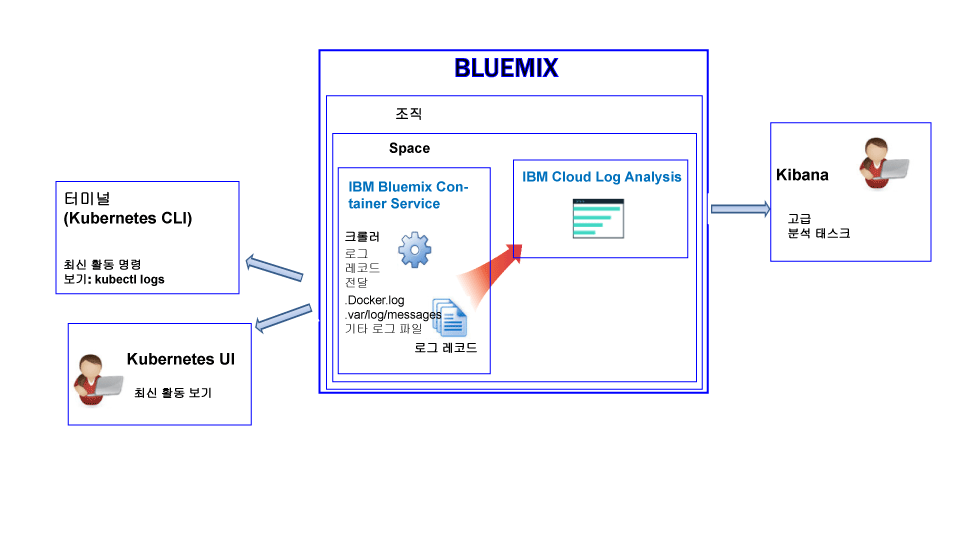 BLUEMIX
조직
Space
IBM Bluemix Con-
tainer Service
크롤러
로그
레코드
전달
.Docker.log
.var/log/messages
기타 로그 파일
로그 레코드
IBM Cloud Log Analysis
Kibana
고급
분석 태스크
터미널
(Kubernetes CLI)
최신 활동 명령
보기: kubectl logs
Kubernetes UI
최신 활동 보기